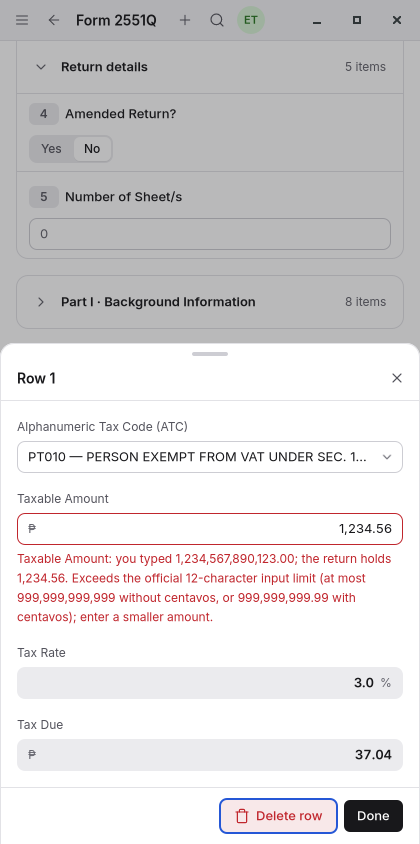 Form 2551Q
ET
Return details
5 items
4 Amended Return?
Yes No
5 Number of Sheet/s
0
Part I · Background Information
8 items
Row 1
Alphanumeric Tax Code (ATC)
PT010 — PERSON EXEMPT FROM VAT UNDER SEC. 1...
Taxable Amount
₱ 1,234.56
Taxable Amount: you typed 1,234,567,890,123.00; the return holds
1,234.56. Exceeds the official 12-character input limit (at most
999,999,999,999 without centavos, or 999,999,999.99 with
centavos); enter a smaller amount.
Tax Rate
3.0 %
Tax Due
₱ 37.04
Delete row
Done